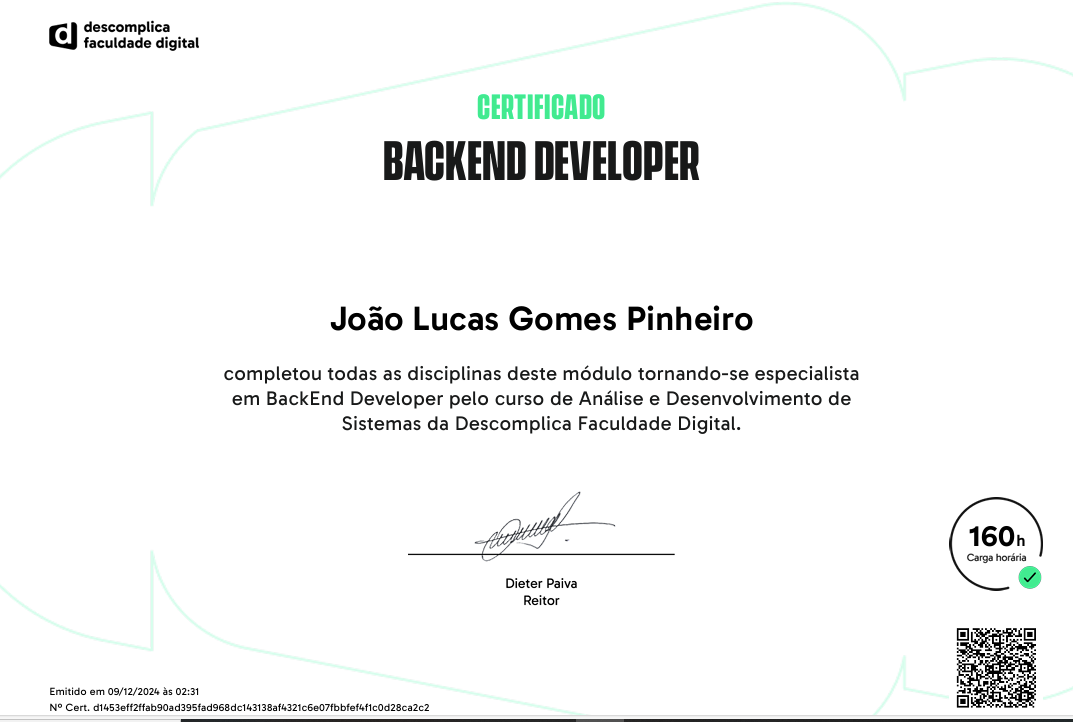 descomplica
faculdade digital
CERTIFICADO
BACKEND DEVELOPER
João Lucas Gomes Pinheiro
completou todas as disciplinas deste módulo tornando-se especialista
em BackEnd Developer pelo curso de Análise e Desenvolvimento de
Sistemas da Descomplica Faculdade Digital.
160h
Carga horária
Dieter Paiva
Reitor
Emitido em 09/12/2024 às 02:31
Nº Cert. d1453eff2ffab90ad395fad968dc143138af4321c6e07fbbfef4f1c0d28ca2c2